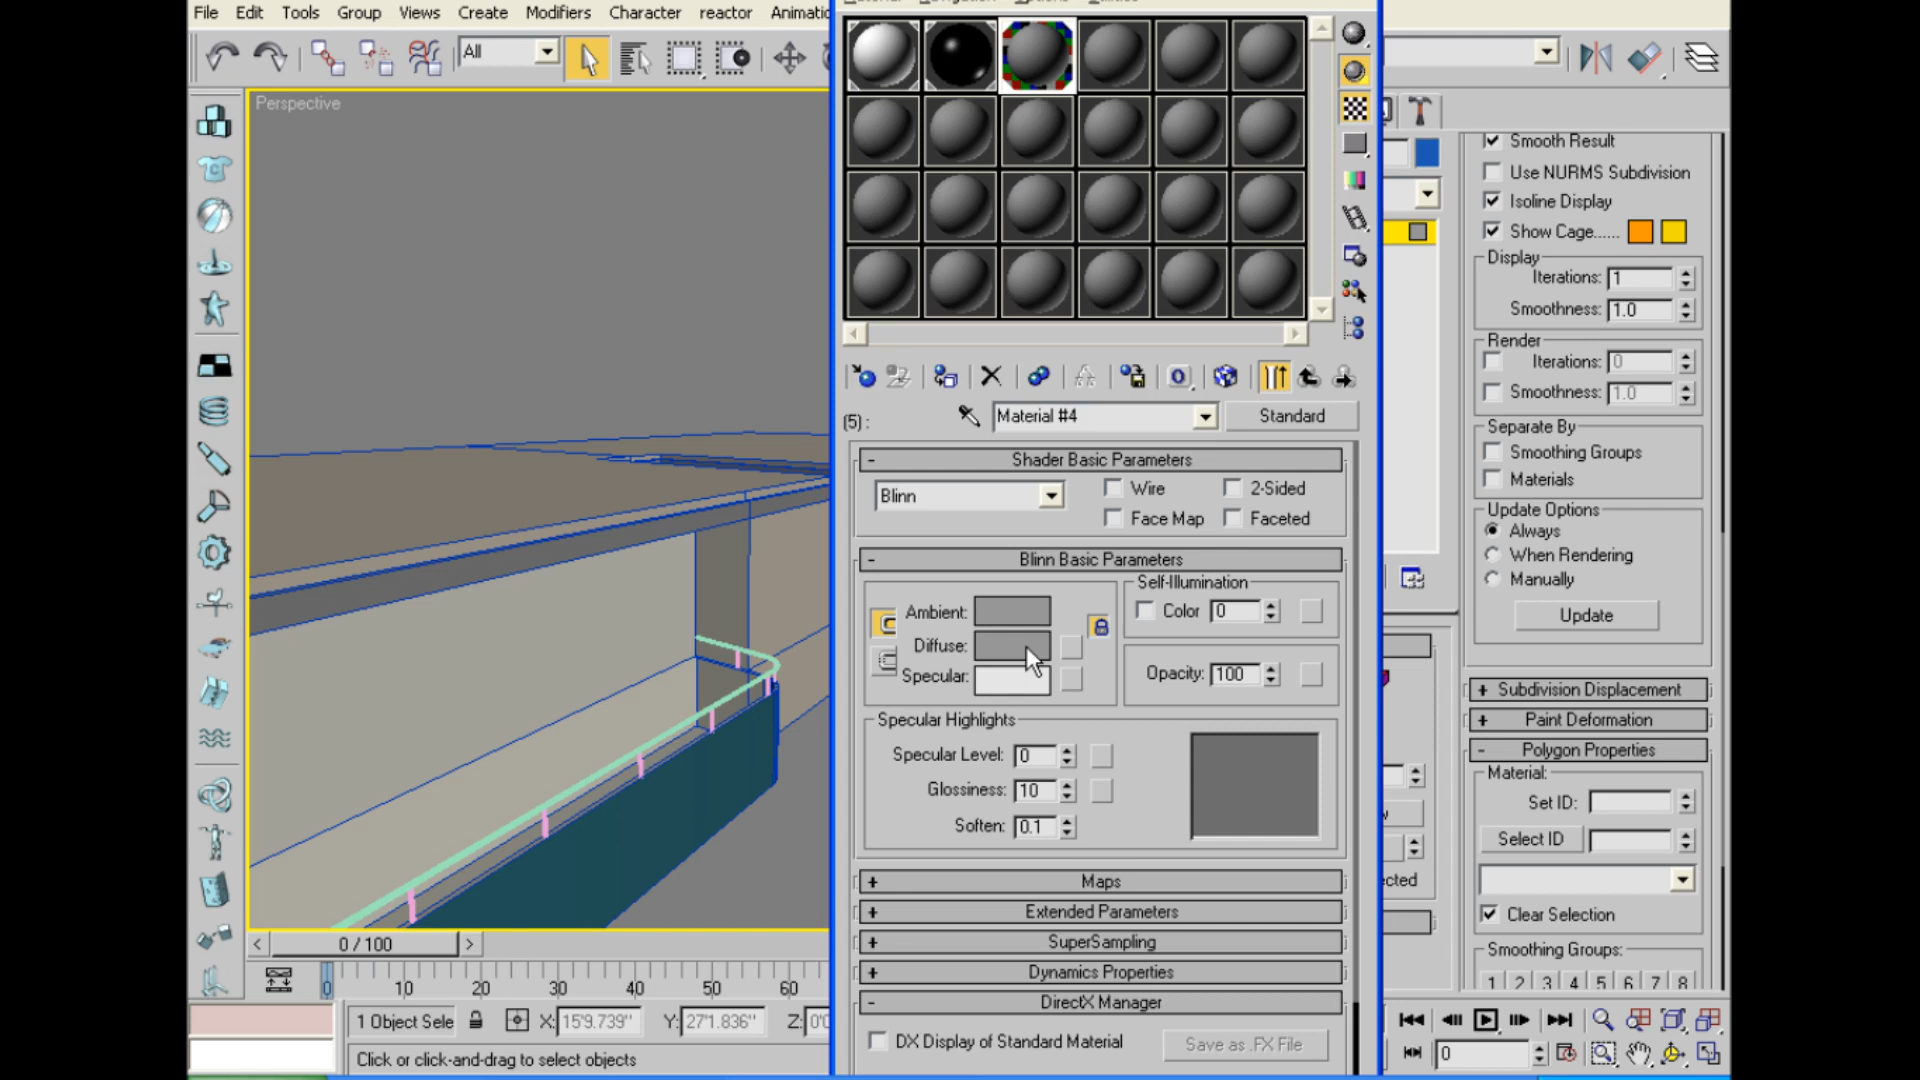 File Edit Tools Group Views Create Modifiers Character reactor Animatio
All
Perspective
(5) : Material #4 Standard
- Shader Basic Parameters
Blinn Wire 2-Sided
Face Map Faceted
- Blinn Basic Parameters
Self-Illumination
Ambient: Color 0
Diffuse:
Specular: Opacity: 100
Specular Highlights
Specular Level: 0
Glossiness: 10
Soften: 0.1
+ Maps
+ Extended Parameters
+ SuperSampling
+ Dynamics Properties
- DirectX Manager
DX Display of Standard Material Save as .FX File
Smooth Result
Use NURMS Subdivision
Isoline Display
Show Cage......
Display
Iterations: 1
Smoothness: 1.0
Render
Iterations: 0
Smoothness: 1.0
Separate By
Smoothing Groups
Materials
Update Options
Always
When Rendering
Manually
Update
+ Subdivision Displacement
+ Paint Deformation
- Polygon Properties
Material:
Set ID:
Select ID
Clear Selection
Smoothing Groups:
1 2 3 4 5 6 7 8
< 0 / 100 >
0 10 20 30 40 50 60
1 Object Sele X: 15'9.739" Y: 27'1.836" Z: 0'0
Click or click-and-drag to select objects
0